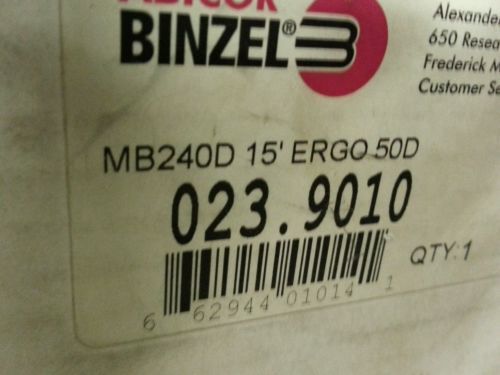 ABICOR
BINZEL®
Alexander
650 Resea
Frederick M
Customer Se
MB240D 15' ERGO 50D
023.9010
QTY:1
6 62944 01014 1